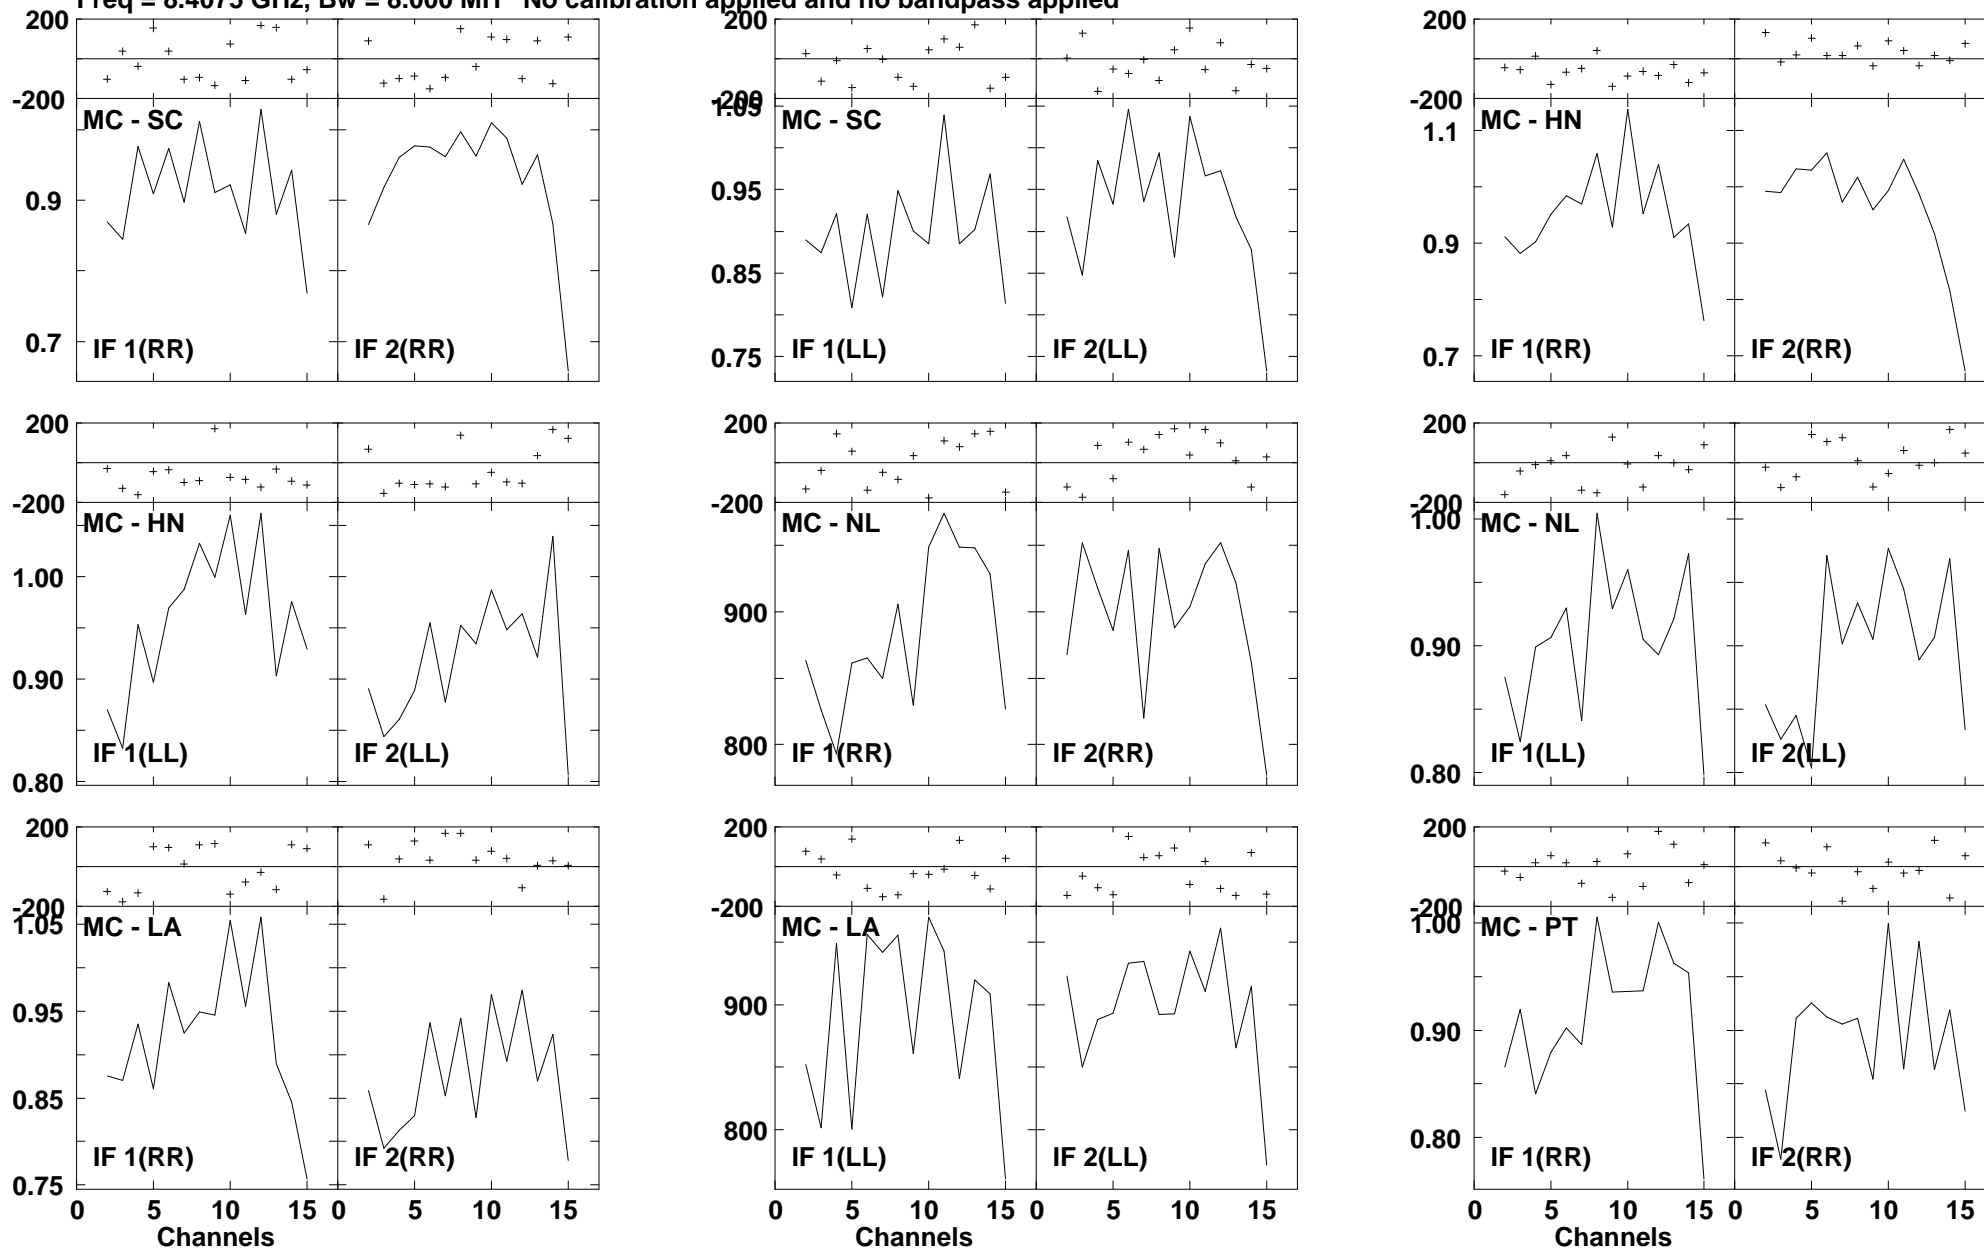 Freq = 8.4075 GHz, Bw = 8.000 MH No calibration applied and no bandpass applied
200 200 200
-200 -200 -200
MC - SC 1.05 MC - SC MC - HN
1.1
0.9 0.95 0.9
0.85
0.7 0.75 0.7
IF 1(RR) IF 2(RR) IF 1(LL) IF 2(LL) IF 1(RR) IF 2(RR)
200 200 200
-200 -200 -200
MC - HN MC - NL 1.00 MC - NL
1.00 900
0.90 0.90
0.80 800 0.80
IF 1(LL) IF 2(LL) IF 1(RR) IF 2(RR) IF 1(LL) IF 2(LL)
200 200 200
-200 -200 -200
1.05 MC - LA MC - LA 1.00 MC - PT
0.95 900 0.90
0.85
800 0.80
IF 1(RR) IF 2(RR) IF 1(LL) IF 2(LL) IF 1(RR) IF 2(RR)
0.75
0 5 10 15 0 5 10 15 0 5 10 15 0 5 10 15 0 5 10 15 0 5 10 15
Channels Channels Channels